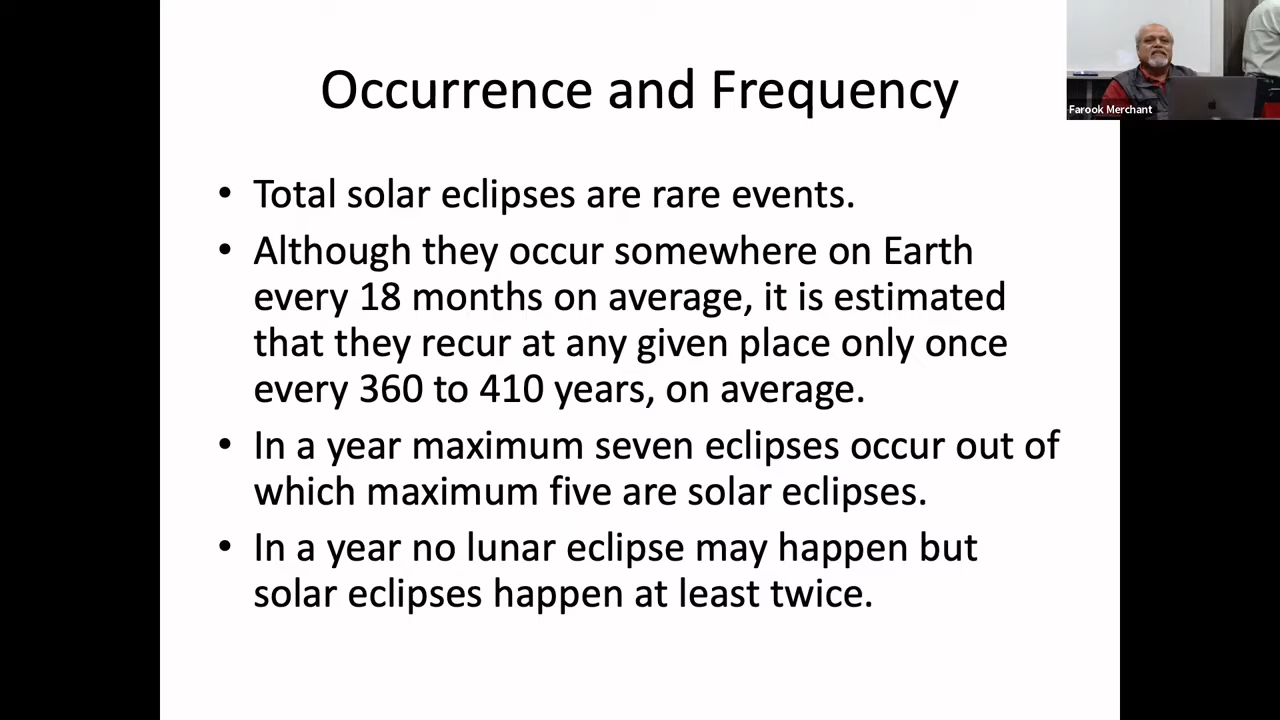 Occurrence and Frequency
Farook Merchant
• Total solar eclipses are rare events.
• Although they occur somewhere on Earth
every 18 months on average, it is estimated
that they recur at any given place only once
every 360 to 410 years, on average.
• In a year maximum seven eclipses occur out of
which maximum five are solar eclipses.
• In a year no lunar eclipse may happen but
solar eclipses happen at least twice.